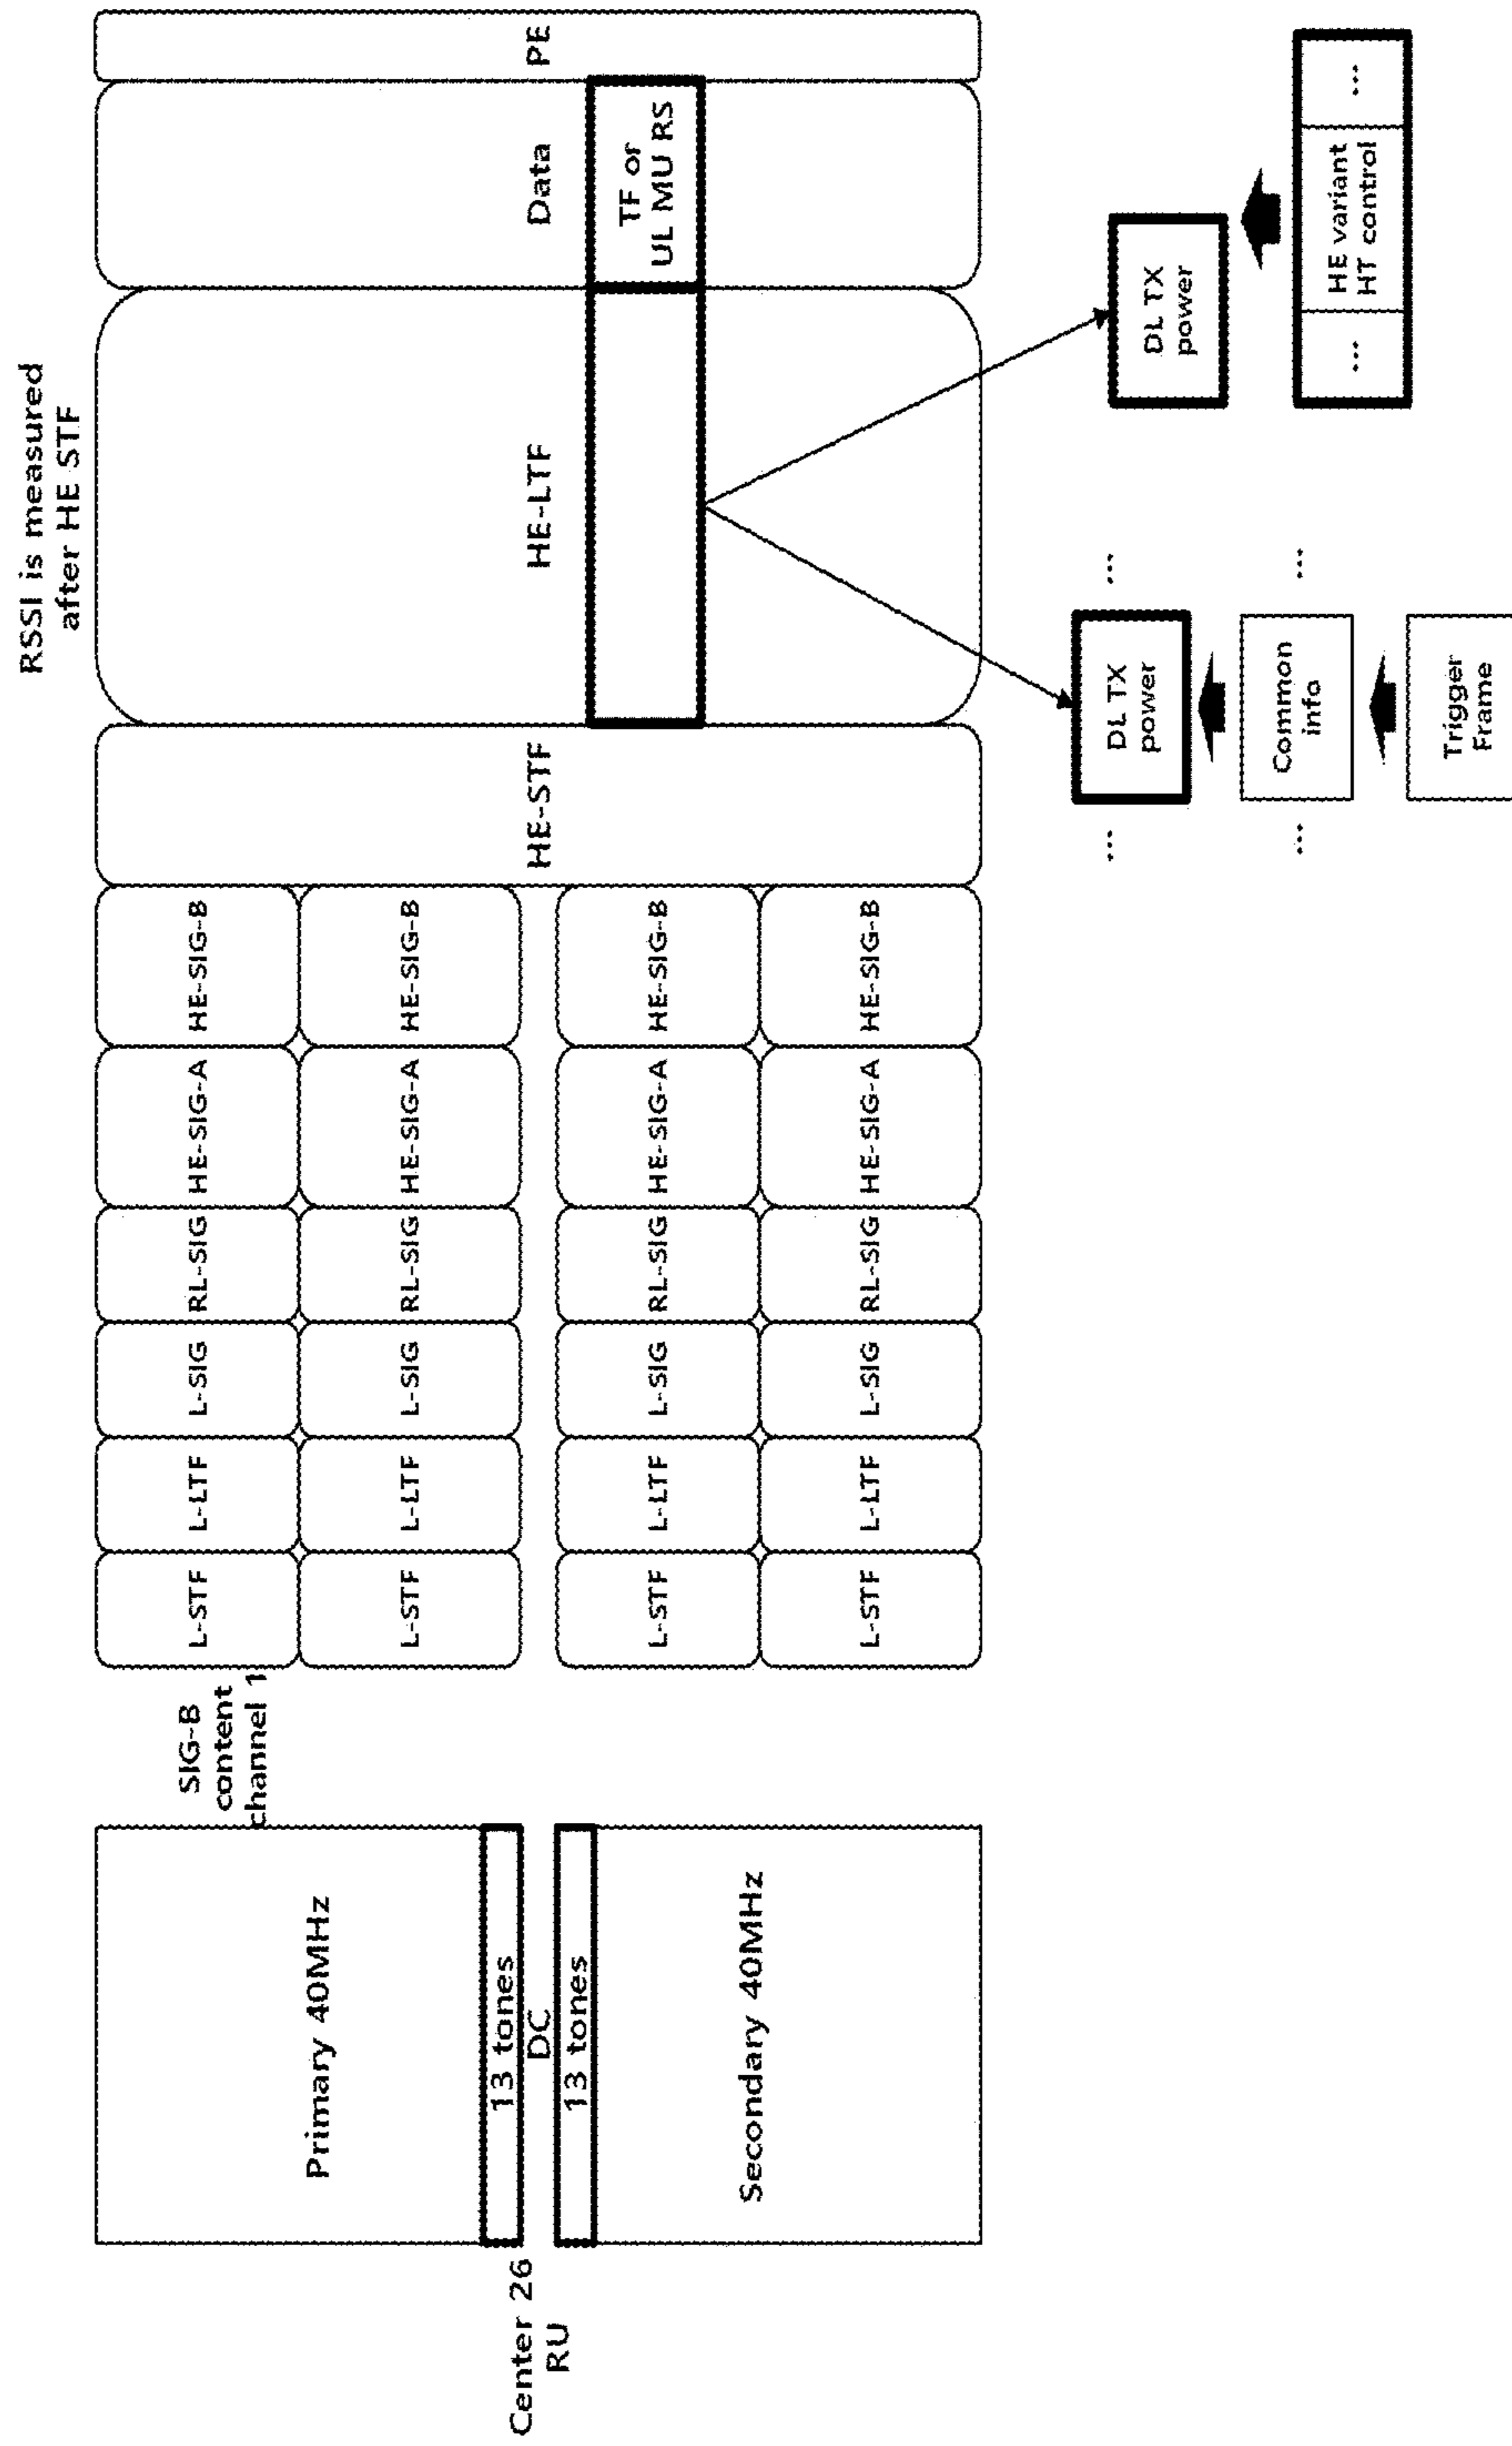 RSSI is measured
after HE STF
SIG-B
content
channel 1
Primary 40MHz
13 tones
DC
13 tones
Secondary 40MHz
Center 26
RU
L-STF
L-LTF
L-SIG
RL-SIG
HE-SIG-A
HE-SIG-B
L-STF
L-LTF
L-SIG
RL-SIG
HE-SIG-A
HE-SIG-B
L-STF
L-LTF
L-SIG
RL-SIG
HE-SIG-A
HE-SIG-B
L-STF
L-LTF
L-SIG
RL-SIG
HE-SIG-A
HE-SIG-B
HE-STF
HE-LTF
Data
PE
TF or
UL MU RS
...
DL TX
power
...
DL TX
power
...
Common
info
...
...
HE variant
HT control
...
Trigger
Frame